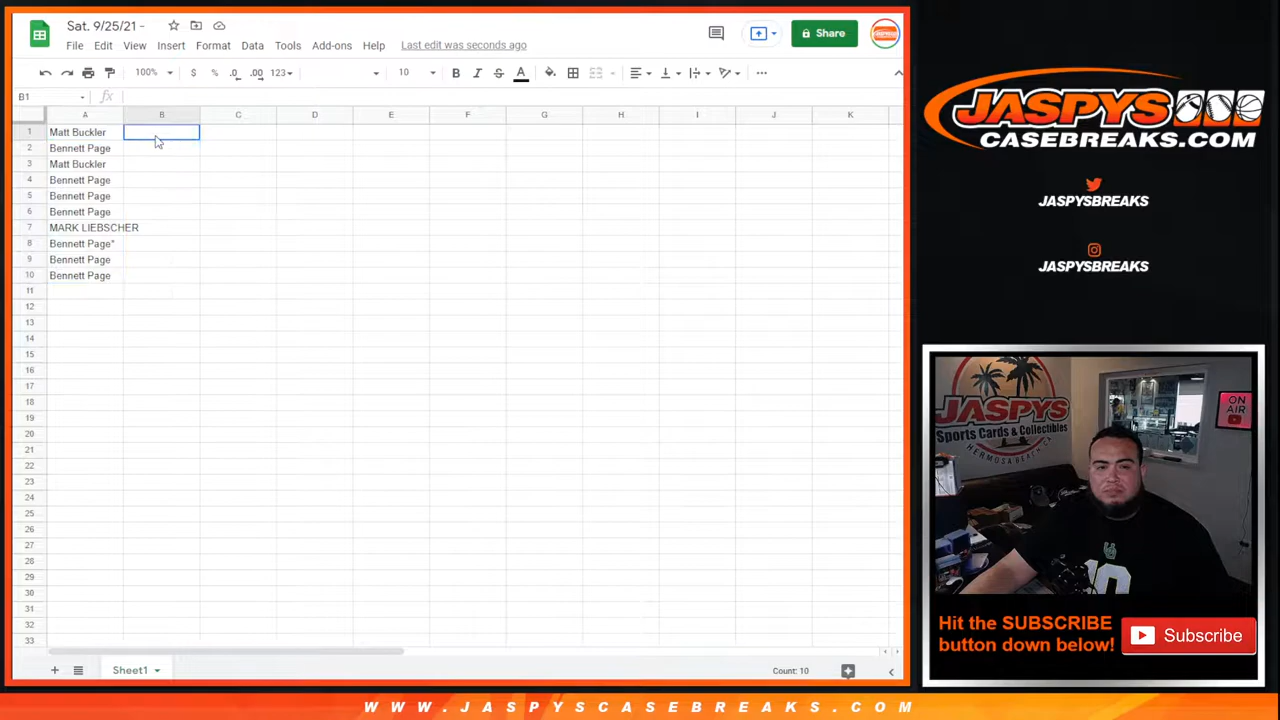 Sat. 9/25/21 -
File Edit View Insert Format Data Tools Add-ons Help Last edit was seconds ago
Share
100% $ % .0 .00 123 10 B I S A
B1 fx
A B C D E F G H I J K
1 Matt Buckler
2 Bennett Page
3 Matt Buckler
4 Bennett Page
5 Bennett Page
6 Bennett Page
7 MARK LIEBSCHER
8 Bennett Page*
9 Bennett Page
10 Bennett Page
11
12
13
14
15
16
17
18
19
20
21
22
23
24
25
26
27
28
29
30
31
32
33
Sheet1 Count: 10
JASPYS
CASEBREAKS.COM
JASPYSBREAKS
JASPYSBREAKS
JASPYS
Sports Cards & Collectibles
HERMOSA BEACH CA
ON
AIR
Hit the SUBSCRIBE
button down below!
Subscribe
WWW.JASPYSCASEBREAKS.COM